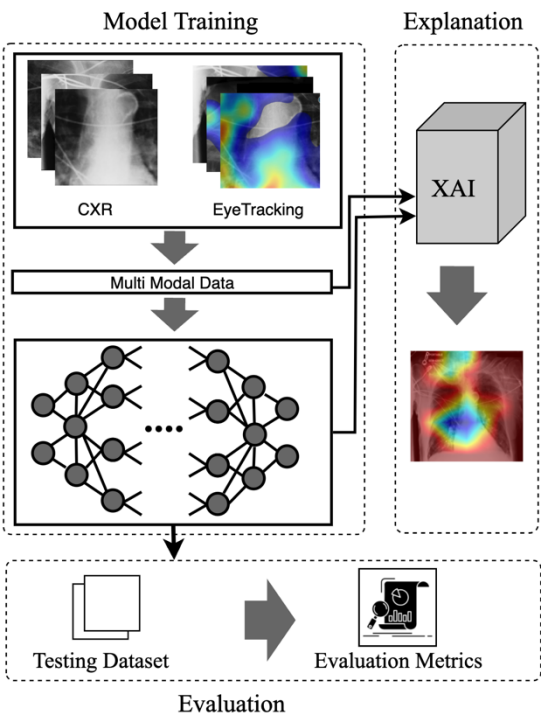 Model Training
Explanation
CXR
EyeTracking
XAI
Multi Modal Data
Testing Dataset
Evaluation Metrics
Evaluation